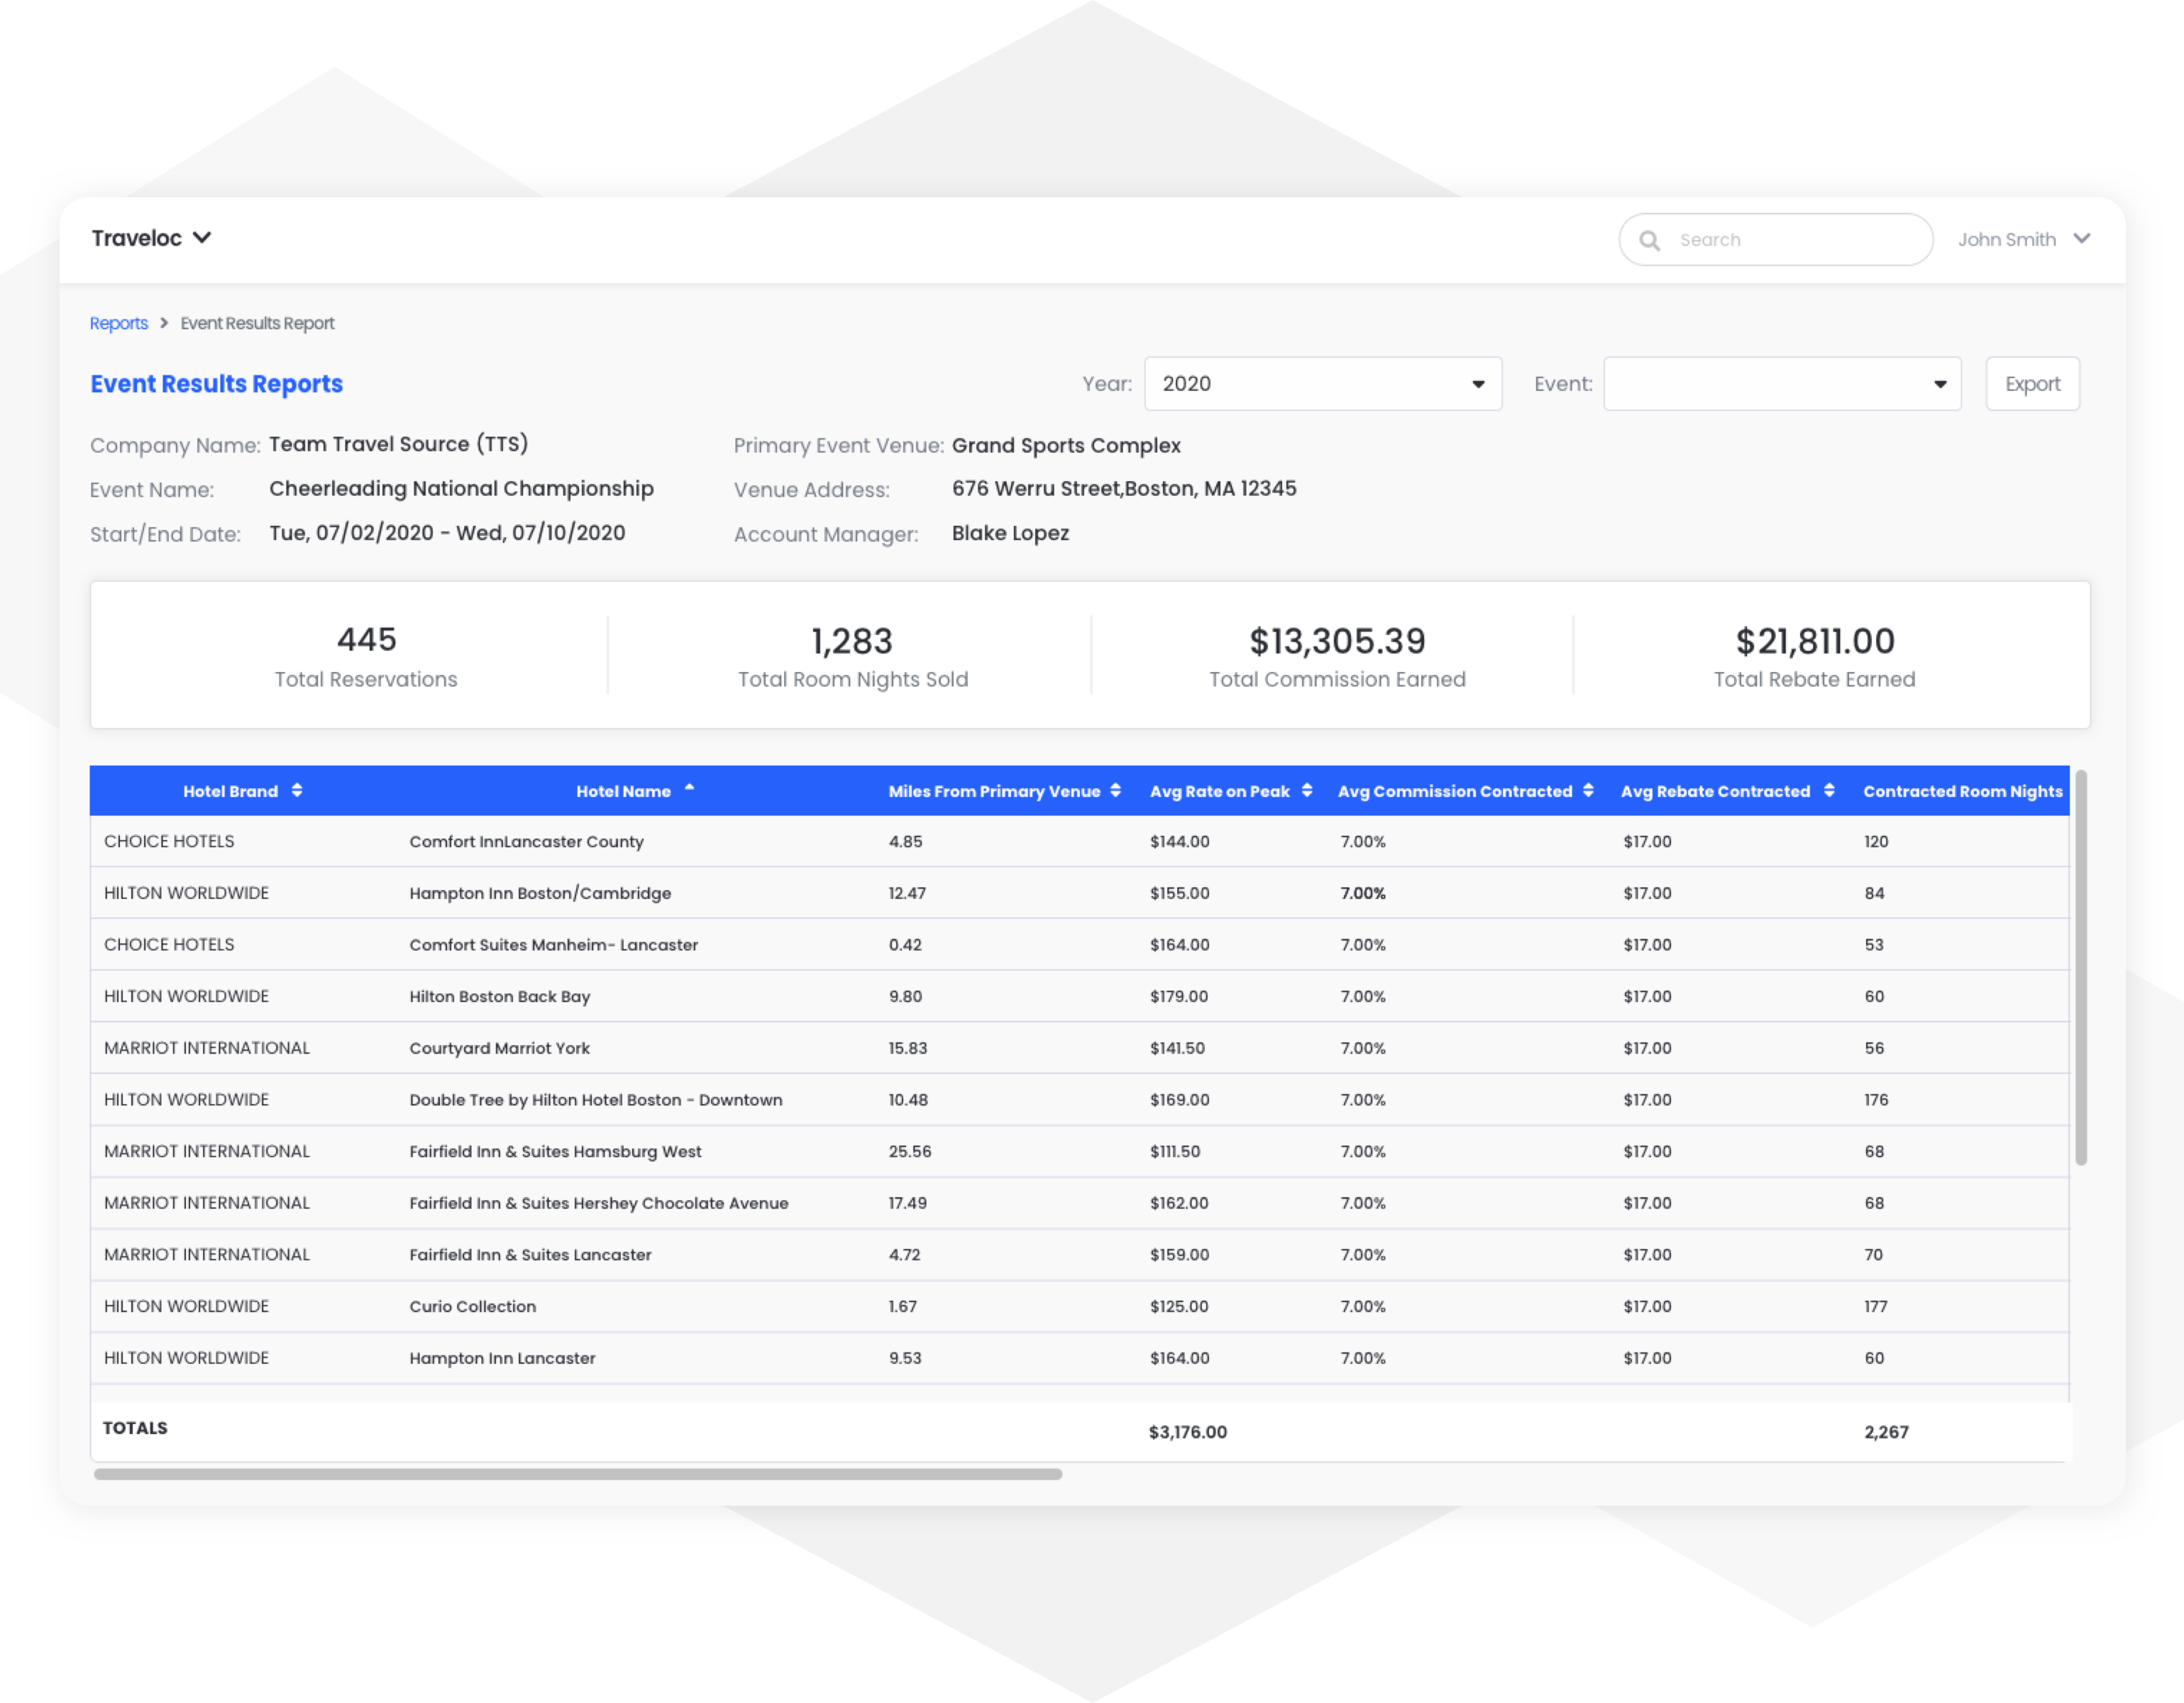 Traveloc
Search
John Smith
Reports > Event Results Report
Event Results Reports
Year: 2020
Event:
Export
Company Name: Team Travel Source (TTS)
Primary Event Venue: Grand Sports Complex
Event Name: Cheerleading National Championship
Venue Address: 676 Werru Street,Boston, MA 12345
Start/End Date: Tue, 07/02/2020 - Wed, 07/10/2020
Account Manager: Blake Lopez
445 1,283 $13,305.39 $21,811.00
Total Reservations Total Room Nights Sold Total Commission Earned Total Rebate Earned
Hotel Brand Hotel Name Miles From Primary Venue Avg Rate on Peak Avg Commission Contracted Avg Rebate Contracted Contracted Room Nights
CHOICE HOTELS Comfort InnLancaster County 4.85 $144.00 7.00% $17.00 120
HILTON WORLDWIDE Hampton Inn Boston/Cambridge 12.47 $155.00 7.00% $17.00 84
CHOICE HOTELS Comfort Suites Manheim- Lancaster 0.42 $164.00 7.00% $17.00 53
HILTON WORLDWIDE Hilton Boston Back Bay 9.80 $179.00 7.00% $17.00 60
MARRIOT INTERNATIONAL Courtyard Marriot York 15.83 $141.50 7.00% $17.00 56
HILTON WORLDWIDE Double Tree by Hilton Hotel Boston - Downtown 10.48 $169.00 7.00% $17.00 176
MARRIOT INTERNATIONAL Fairfield Inn & Suites Hamsburg West 25.56 $111.50 7.00% $17.00 68
MARRIOT INTERNATIONAL Fairfield Inn & Suites Hershey Chocolate Avenue 17.49 $162.00 7.00% $17.00 68
MARRIOT INTERNATIONAL Fairfield Inn & Suites Lancaster 4.72 $159.00 7.00% $17.00 70
HILTON WORLDWIDE Curio Collection 1.67 $125.00 7.00% $17.00 177
HILTON WORLDWIDE Hampton Inn Lancaster 9.53 $164.00 7.00% $17.00 60
TOTALS $3,176.00 2,267